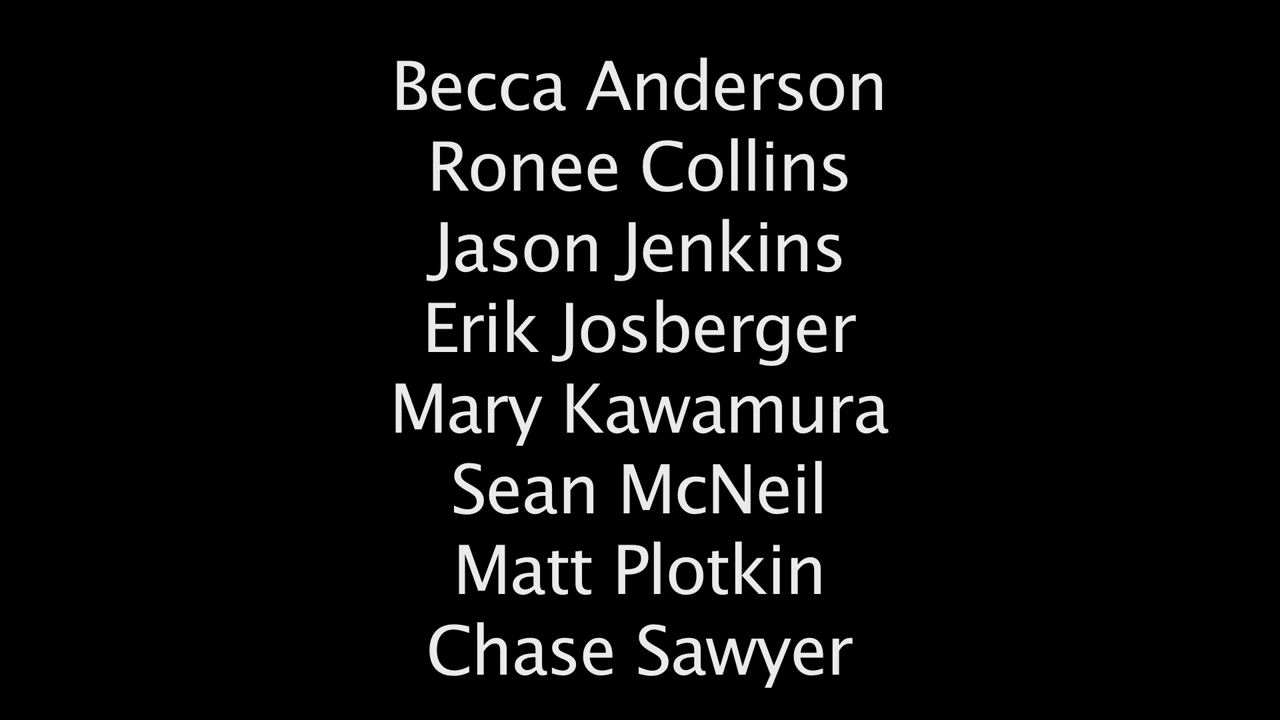 Becca Anderson
Ronee Collins
Jason Jenkins
Erik Josberger
Mary Kawamura
Sean McNeil
Matt Plotkin
Chase Sawyer